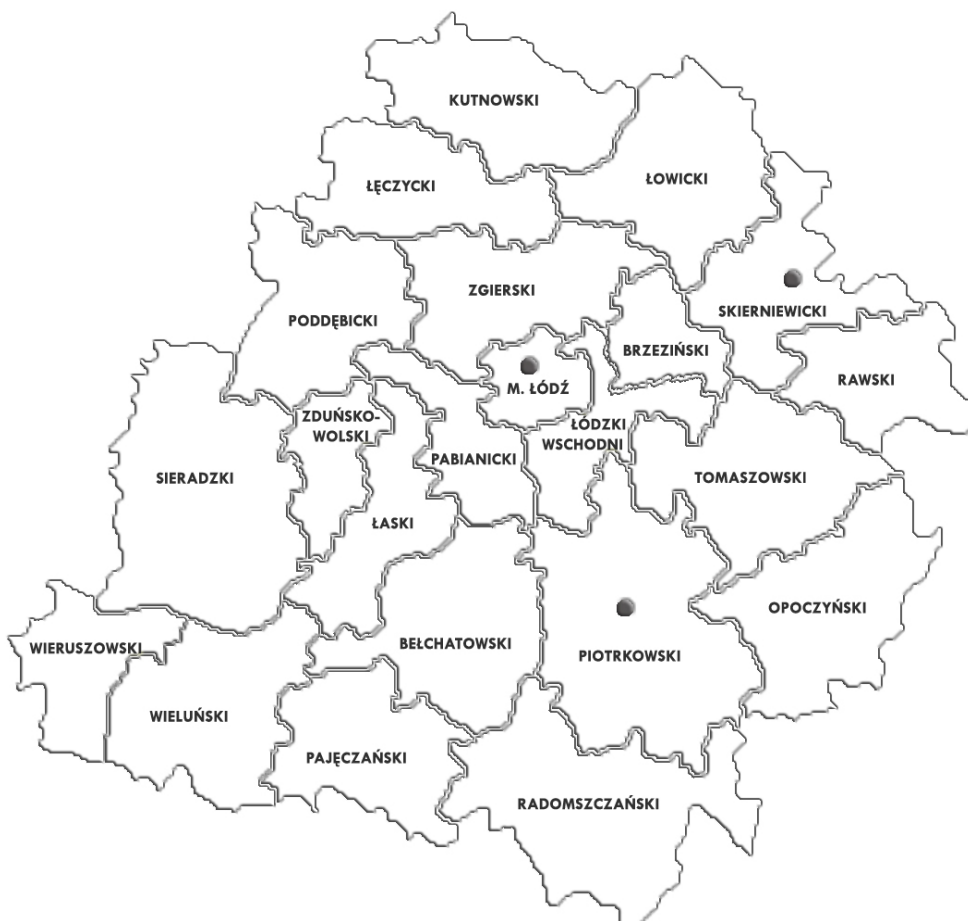 KUTNOWSKI
ŁĘCZYCKI
ŁOWICKI
ZGIERSKI
SKIERNIEWICKI
PODDĘBICKI
BRZEZIŃSKI
RAWSKI
M. ŁÓDŹ
ZDUŃSKO-
WOLSKI
ŁÓDZKI
WSCHODNI
PABIANICKI
SIERADZKI
TOMASZOWSKI
ŁASKI
OPOCZYŃSKI
WIERUSZOWSKI
BEŁCHATOWSKI
PIOTRKOWSKI
WIELUŃSKI
PAJĘCZAŃSKI
RADOMSZCZAŃSKI